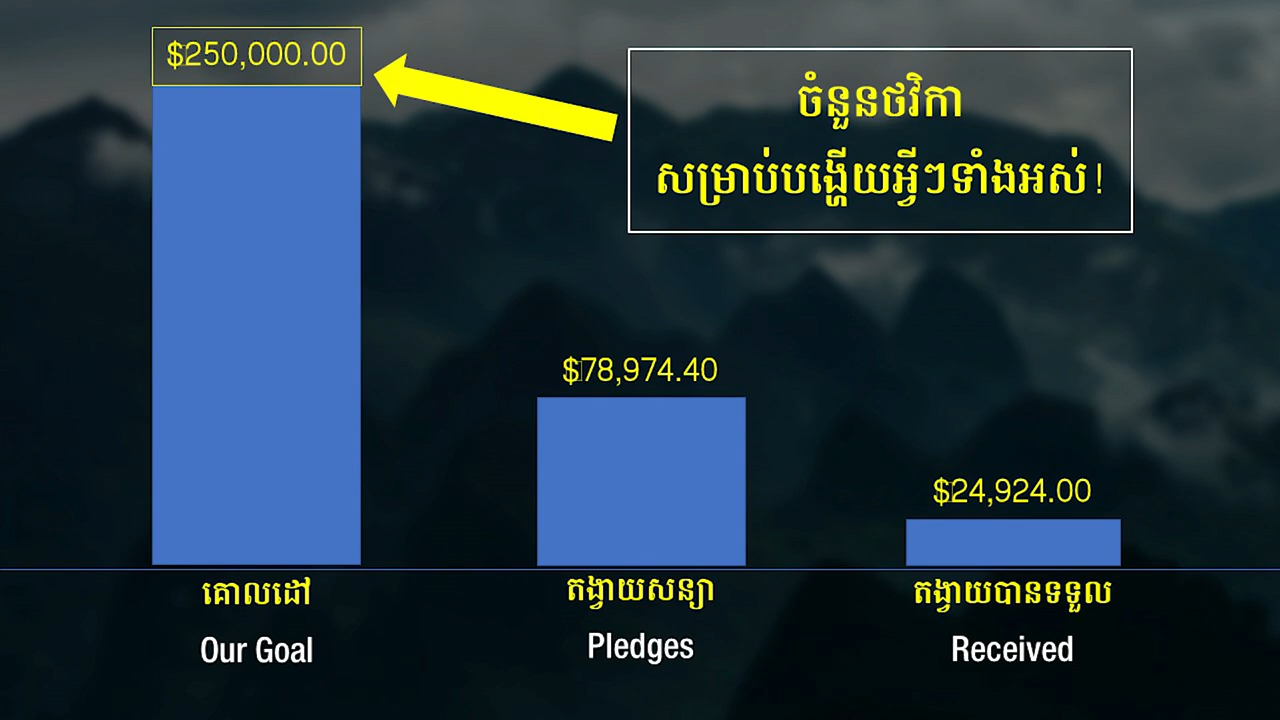 $250,000.00
ចំនួនថវិកា
សម្រាប់បង្ហើយអ្វីៗទាំងអស់!
$78,974.40
$24,924.00
គោលដៅ
តង្វាយសន្យា
តង្វាយបានទទួល
Our Goal
Pledges
Received